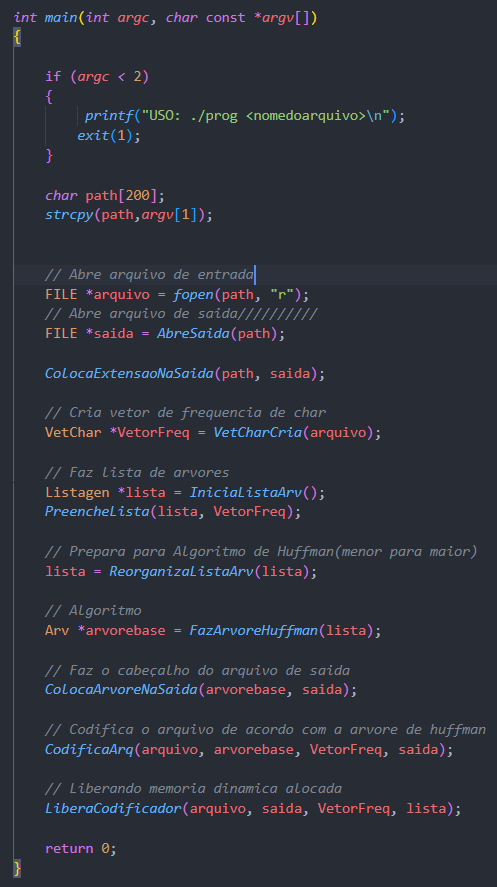 int main(int argc, char const *argv[])
{
if (argc < 2)
{
printf("USO: ./prog <nomedoarquivo>\n");
exit(1);
}
char path[200];
strcpy(path,argv[1]);
// Abre arquivo de entrada
FILE *arquivo = fopen(path, "r");
// Abre arquivo de saida//////////
FILE *saida = AbreSaida(path);
ColocaExtensaoNaSaida(path, saida);
// Cria vetor de frequencia de char
VetChar *VetorFreq = VetCharCria(arquivo);
// Faz lista de arvores
Listagen *lista = IniciaListaArv();
PreencheLista(lista, VetorFreq);
// Prepara para Algoritmo de Huffman(menor para maior)
lista = ReorganizaListaArv(lista);
// Algoritmo
Arv *arvorebase = FazArvoreHuffman(lista);
// Faz o cabeçalho do arquivo de saida
ColocaArvoreNaSaida(arvorebase, saida);
// Codifica o arquivo de acordo com a arvore de huffman
CodificaArq(arquivo, arvorebase, VetorFreq, saida);
// Liberando memoria dinamica alocada
LiberaCodificador(arquivo, saida, VetorFreq, lista);
return 0;
}